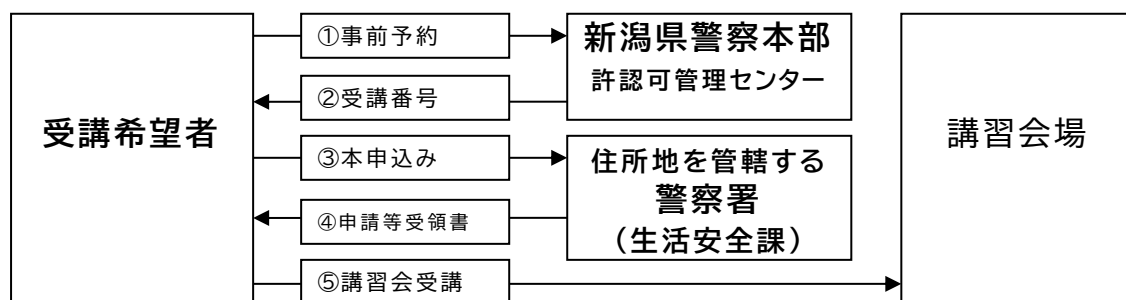 受講希望者
①事前予約
②受講番号
③本申込み
④申請等受領書
⑤講習会受講
新潟県警察本部
許認可管理センター
住所地を管轄する
警察署
（生活安全課）
講習会場